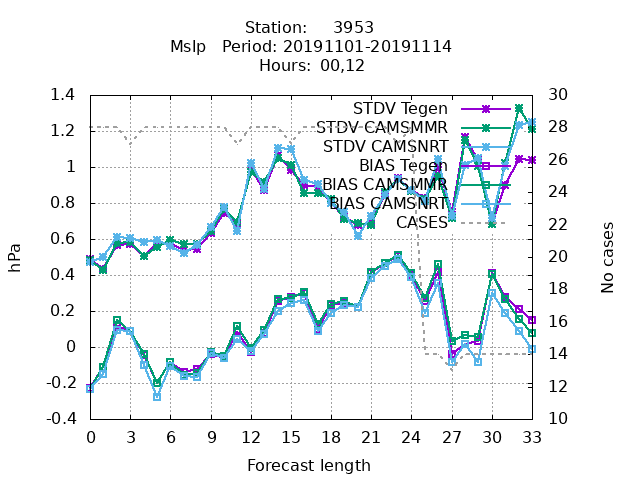 Station:     3953
Mslp   Period: 20191101-20191114
Hours: 00,12
1.4
1.2
1
0.8
0.6
0.4
0.2
0
-0.2
-0.4
hPa
30
28
26
24
22
20
18
16
14
12
10
No cases
STDV Tegen
STDV CAMSMMR
STDV CAMSNRT
BIAS Tegen
BIAS CAMSMMR
BIAS CAMSNRT
CASES
0 3 6 9 12 15 18 21 24 27 30 33
Forecast length